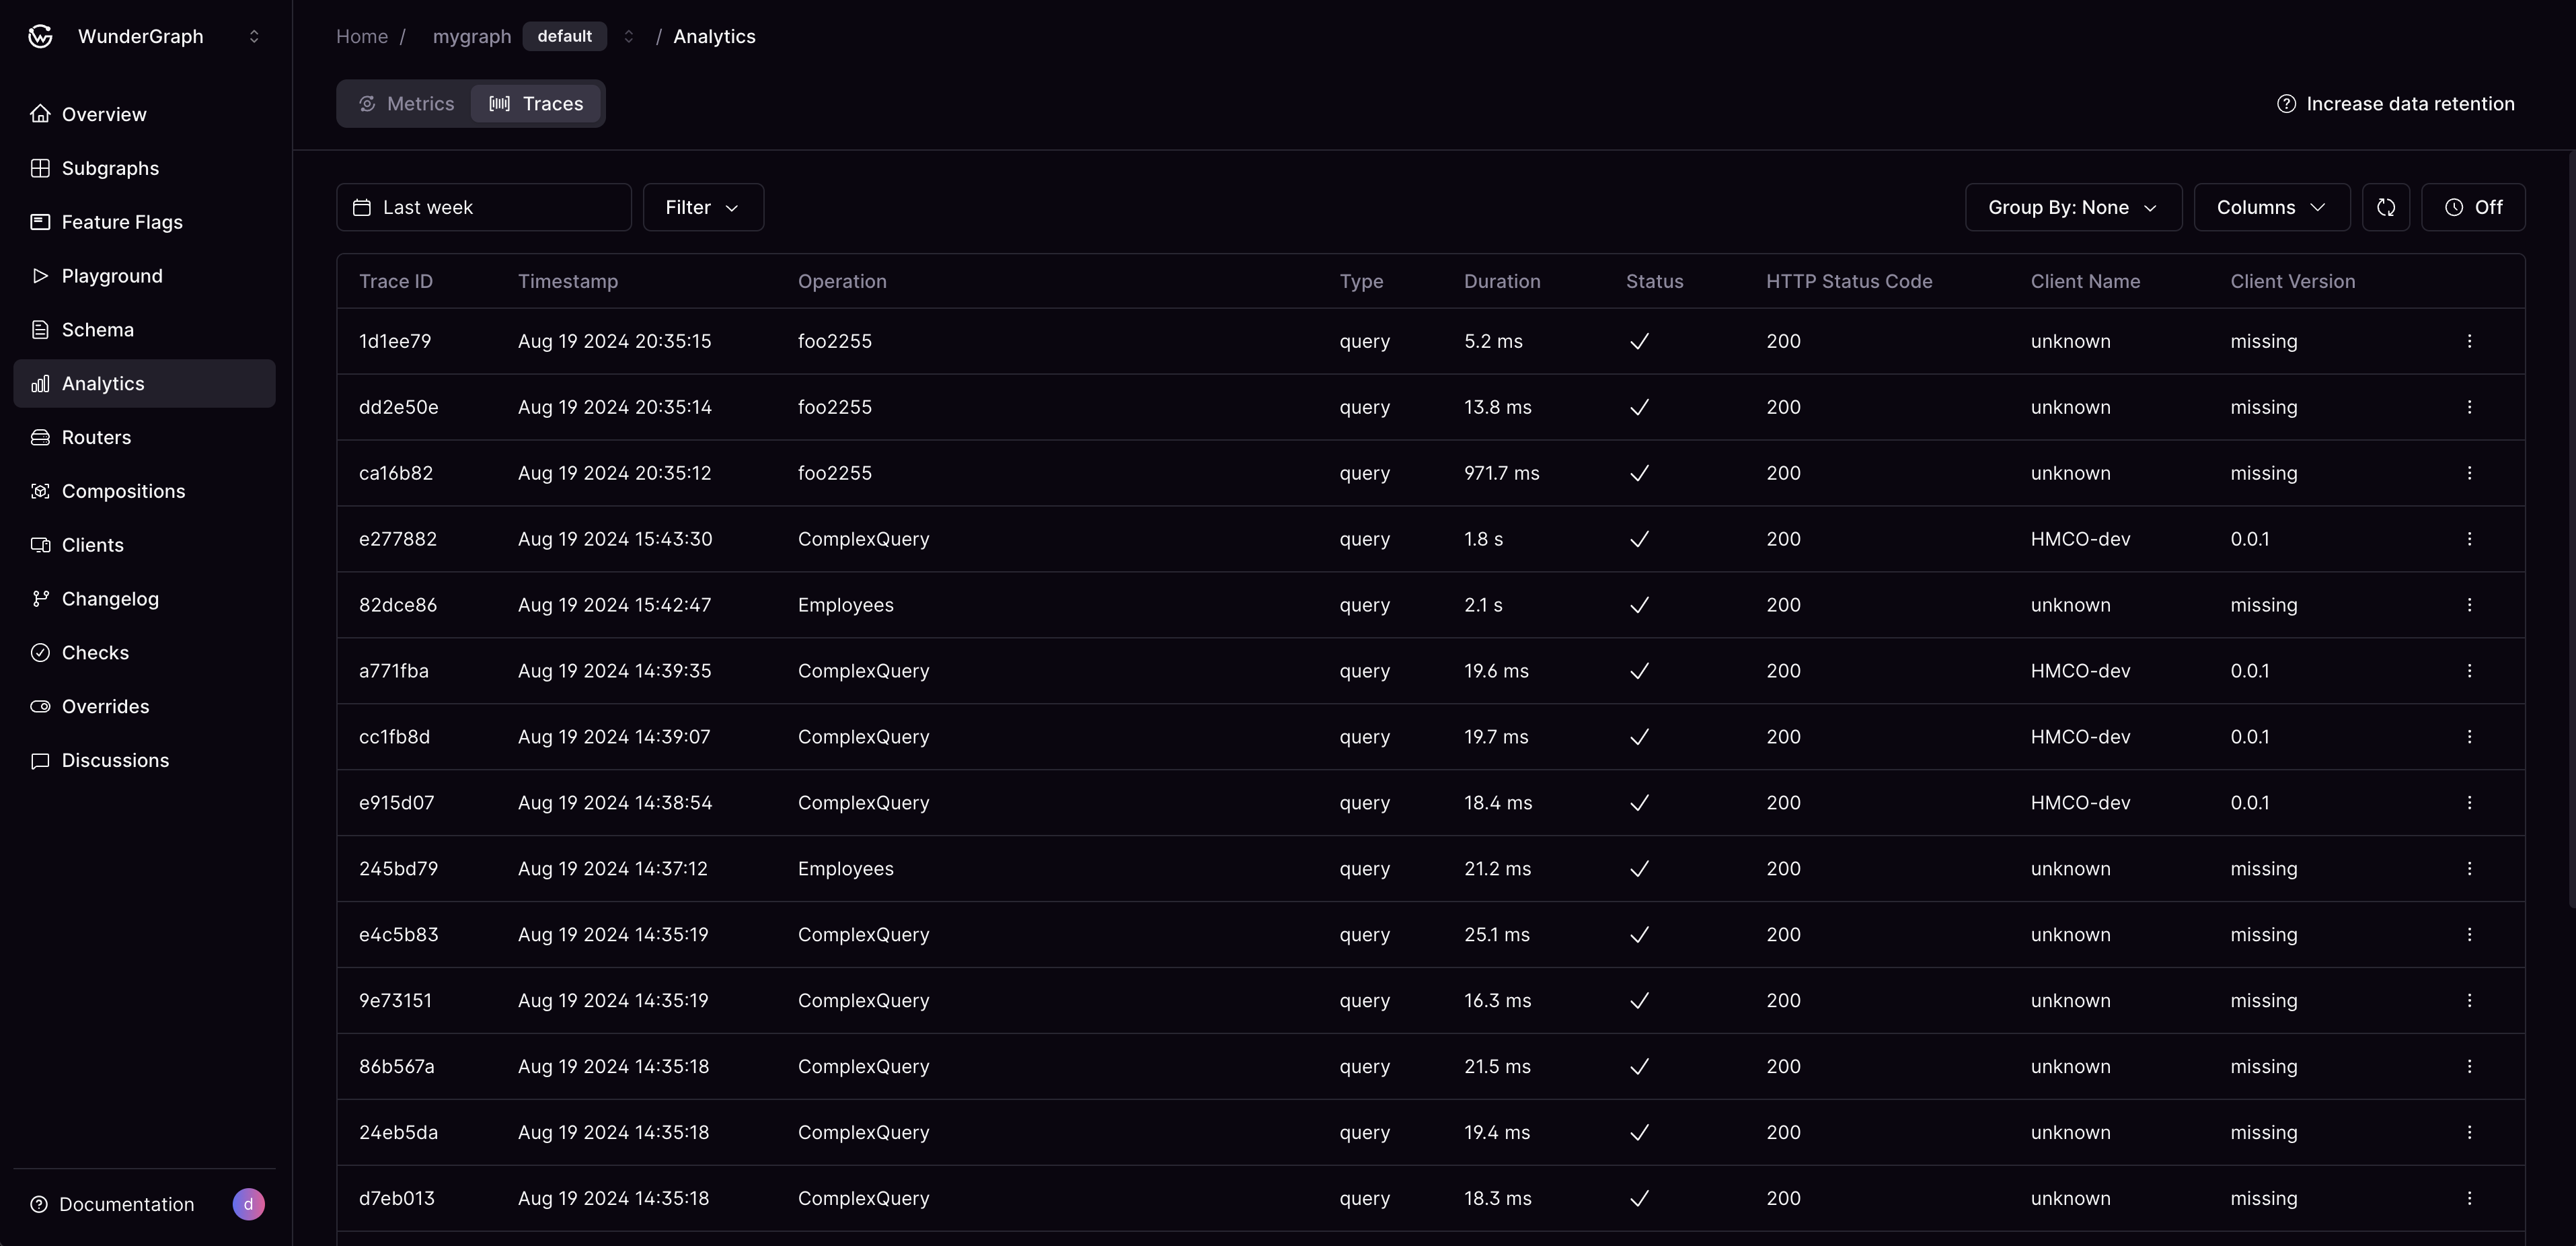 WunderGraph
Home / mygraph default / Analytics
Metrics Traces
Increase data retention
Overview
Subgraphs
Feature Flags
Playground
Schema
Analytics
Routers
Compositions
Clients
Changelog
Checks
Overrides
Discussions
Documentation d
Last week Filter Group By: None Columns Off
Trace ID Timestamp Operation Type Duration Status HTTP Status Code Client Name Client Version
1d1ee79 Aug 19 2024 20:35:15 foo2255 query 5.2 ms 200 unknown missing
dd2e50e Aug 19 2024 20:35:14 foo2255 query 13.8 ms 200 unknown missing
ca16b82 Aug 19 2024 20:35:12 foo2255 query 971.7 ms 200 unknown missing
e277882 Aug 19 2024 15:43:30 ComplexQuery query 1.8 s 200 HMCO-dev 0.0.1
82dce86 Aug 19 2024 15:42:47 Employees query 2.1 s 200 unknown missing
a771fba Aug 19 2024 14:39:35 ComplexQuery query 19.6 ms 200 HMCO-dev 0.0.1
cc1fb8d Aug 19 2024 14:39:07 ComplexQuery query 19.7 ms 200 HMCO-dev 0.0.1
e915d07 Aug 19 2024 14:38:54 ComplexQuery query 18.4 ms 200 HMCO-dev 0.0.1
245bd79 Aug 19 2024 14:37:12 Employees query 21.2 ms 200 unknown missing
e4c5b83 Aug 19 2024 14:35:19 ComplexQuery query 25.1 ms 200 unknown missing
9e73151 Aug 19 2024 14:35:19 ComplexQuery query 16.3 ms 200 unknown missing
86b567a Aug 19 2024 14:35:18 ComplexQuery query 21.5 ms 200 unknown missing
24eb5da Aug 19 2024 14:35:18 ComplexQuery query 19.4 ms 200 unknown missing
d7eb013 Aug 19 2024 14:35:18 ComplexQuery query 18.3 ms 200 unknown missing